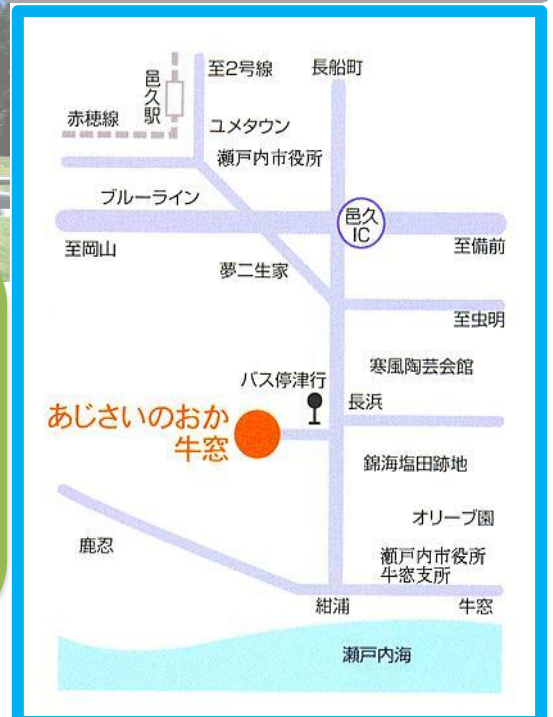 至2号線
長船町
邑久駅
赤穂線
ユメタウン
瀬戸内市役所
ブルーライン
邑久
IC
至岡山
至備前
夢二生家
至虫明
寒風陶芸会館
バス停津行
長浜
あじさいのおか
牛窓
錦海塩田跡地
オリーブ園
鹿忍
瀬戸内市役所
牛窓支所
紺浦
牛窓
瀬戸内海